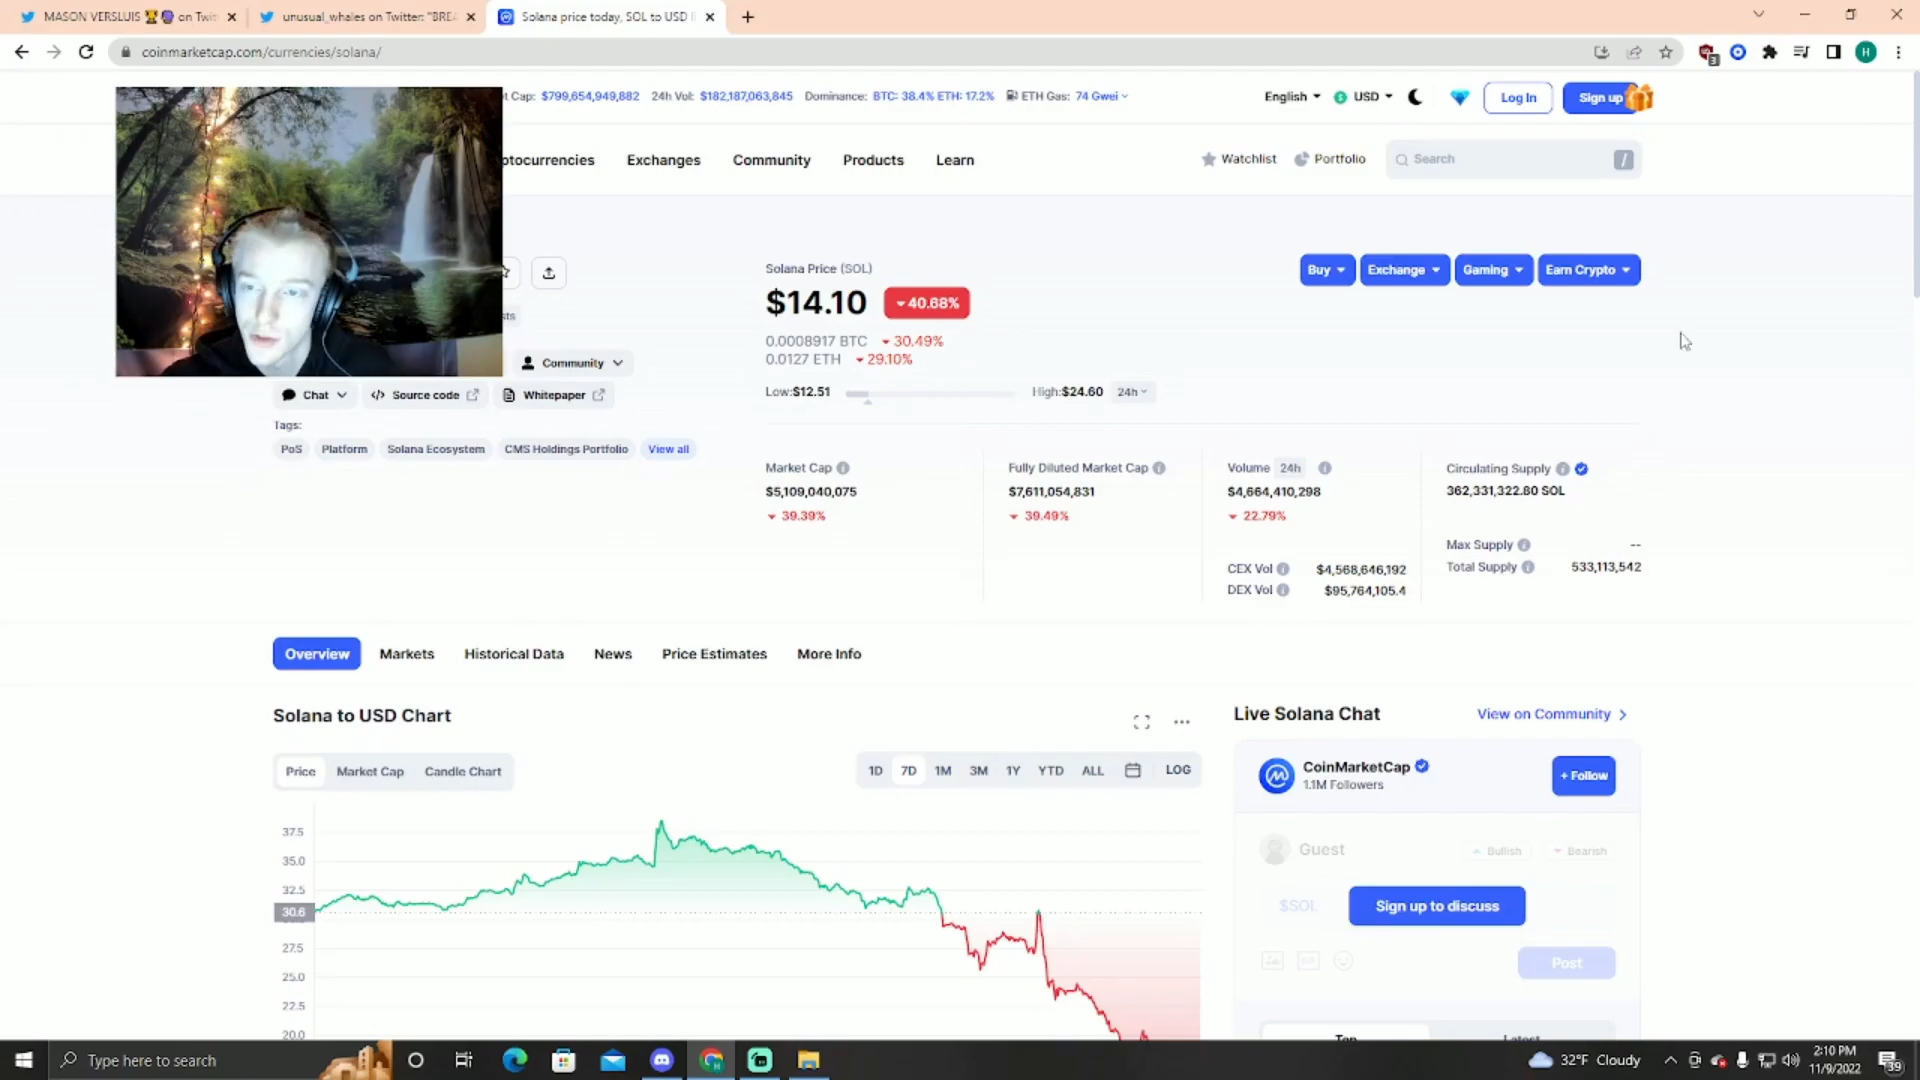 MASON VERSLUIS 🏆🔮 on Twit
unusual_whales on Twitter: "BREA
Solana price today, SOL to USD li
coinmarketcap.com/currencies/solana/
H
3
t Cap: $799,654,949,882 24h Vol: $182,187,063,845 Dominance: BTC: 38.4% ETH: 17.2% ETH Gas: 74 Gwei
English USD Log In Sign up
ptocurrencies Exchanges Community Products Learn
Watchlist Portfolio Search /
Solana Price (SOL)
Buy Exchange Gaming Earn Crypto
$14.10 40.68%
sts
0.0008917 BTC 30.49%
0.0127 ETH 29.10%
Community
Low:$12.51 High:$24.60 24h
Chat Source code Whitepaper
Tags:
PoS Platform Solana Ecosystem CMS Holdings Portfolio View all
Market Cap Fully Diluted Market Cap Volume 24h Circulating Supply
$5,109,040,075 $7,611,054,831 $4,664,410,298 362,331,322.80 SOL
39.39% 39.49% 22.79%
Max Supply --
CEX Vol $4,568,646,192 Total Supply 533,113,542
DEX Vol $95,764,105.4
Overview Markets Historical Data News Price Estimates More Info
Solana to USD Chart
Live Solana Chat View on Community
Price Market Cap Candle Chart
1D 7D 1M 3M 1Y YTD ALL LOG
CoinMarketCap
1.1M Followers
+ Follow
37.5
35.0
32.5
30.6
27.5
25.0
22.5
20.0
Guest Bullish Bearish
$SOL Sign up to discuss
GIF
Post
Top Latest
Type here to search
32°F Cloudy
2:10 PM
11/9/2022
39